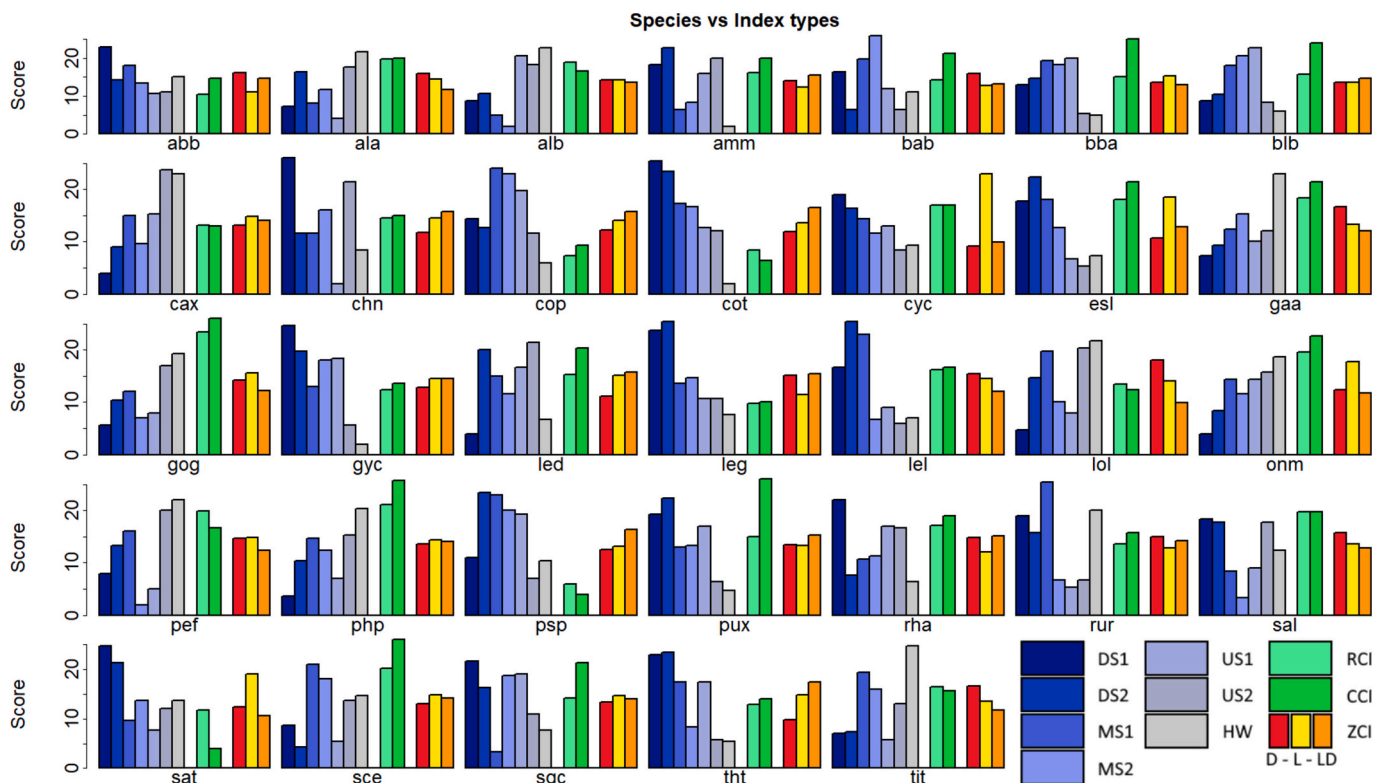 Species vs Index types
Score
0 10 20
abb ala alb amm bab bba blb
Score
0 10 20
cax chn cop cot cyc esl gaa
Score
0 10 20
gog gyc led leg lel lol onm
Score
0 10 20
pef php psp pux rha rur sal
Score
0 10 20
sat sce sgc tht tit
DS1 US1 RCI
DS2 US2 CCI
MS1 HW ZCI
MS2 D - L - LD